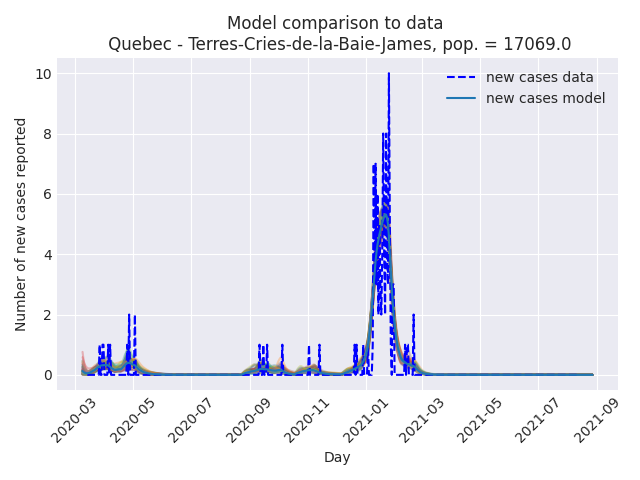 Model comparison to data
Quebec - Terres-Cries-de-la-Baie-James, pop. = 17069.0
new cases data
new cases model
Number of new cases reported
10
8
6
4
2
0
2020-03
2020-05
2020-07
2020-09
2020-11
2021-01
2021-03
2021-05
2021-07
2021-09
Day